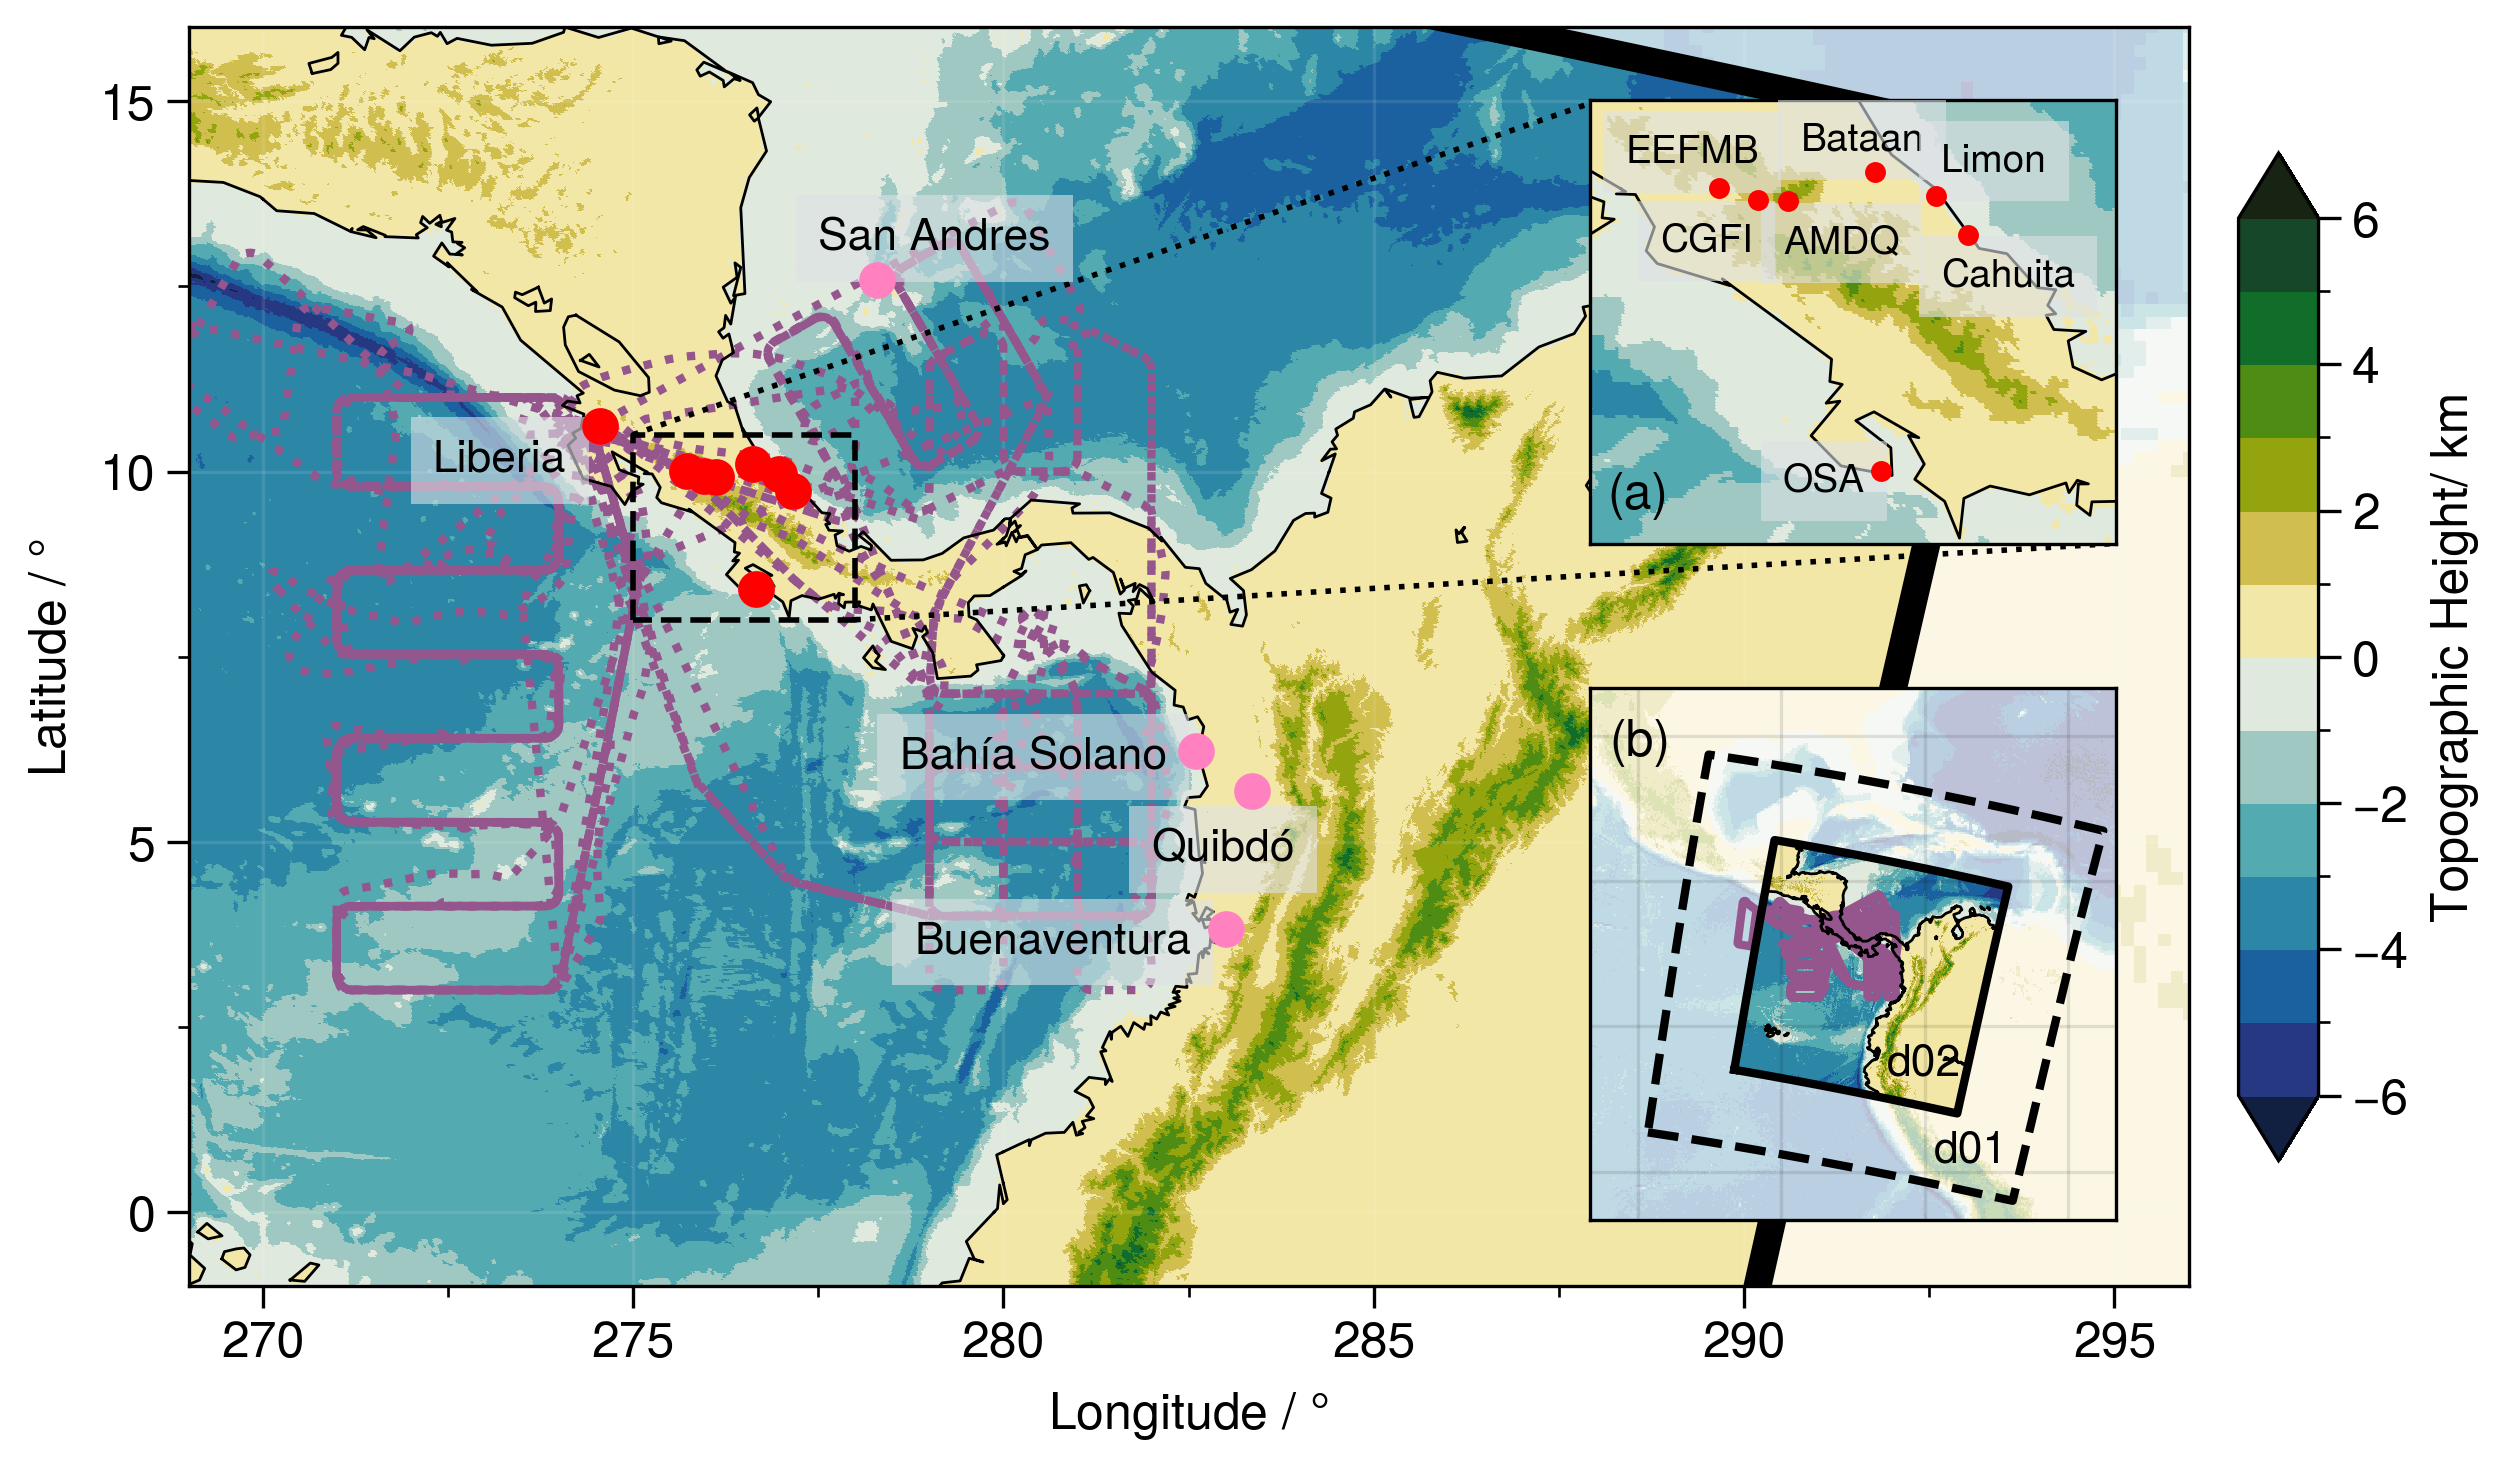 15
10
5
0
Latitude / °
270
275
280
285
290
295
Longitude / °
San Andres
Liberia
Bahía Solano
Quibdó
Buenaventura
EEFMB
Bataan
Limon
CGFI
AMDQ
Cahuita
OSA
(a)
(b)
d02
d01
6
4
2
0
−2
−4
−6
Topographic Height/ km